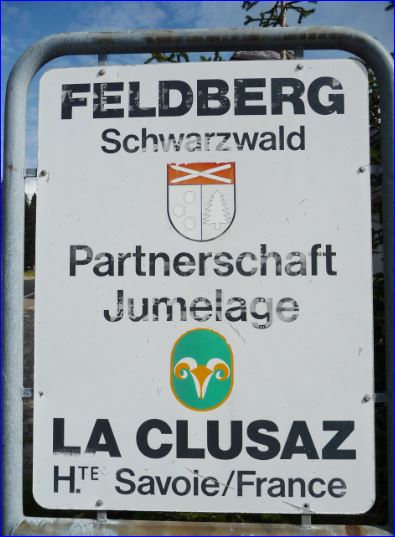 FELDBERG
Schwarzwald
Partnerschaft
Jumelage
LA CLUSAZ
H.TE Savoie/France